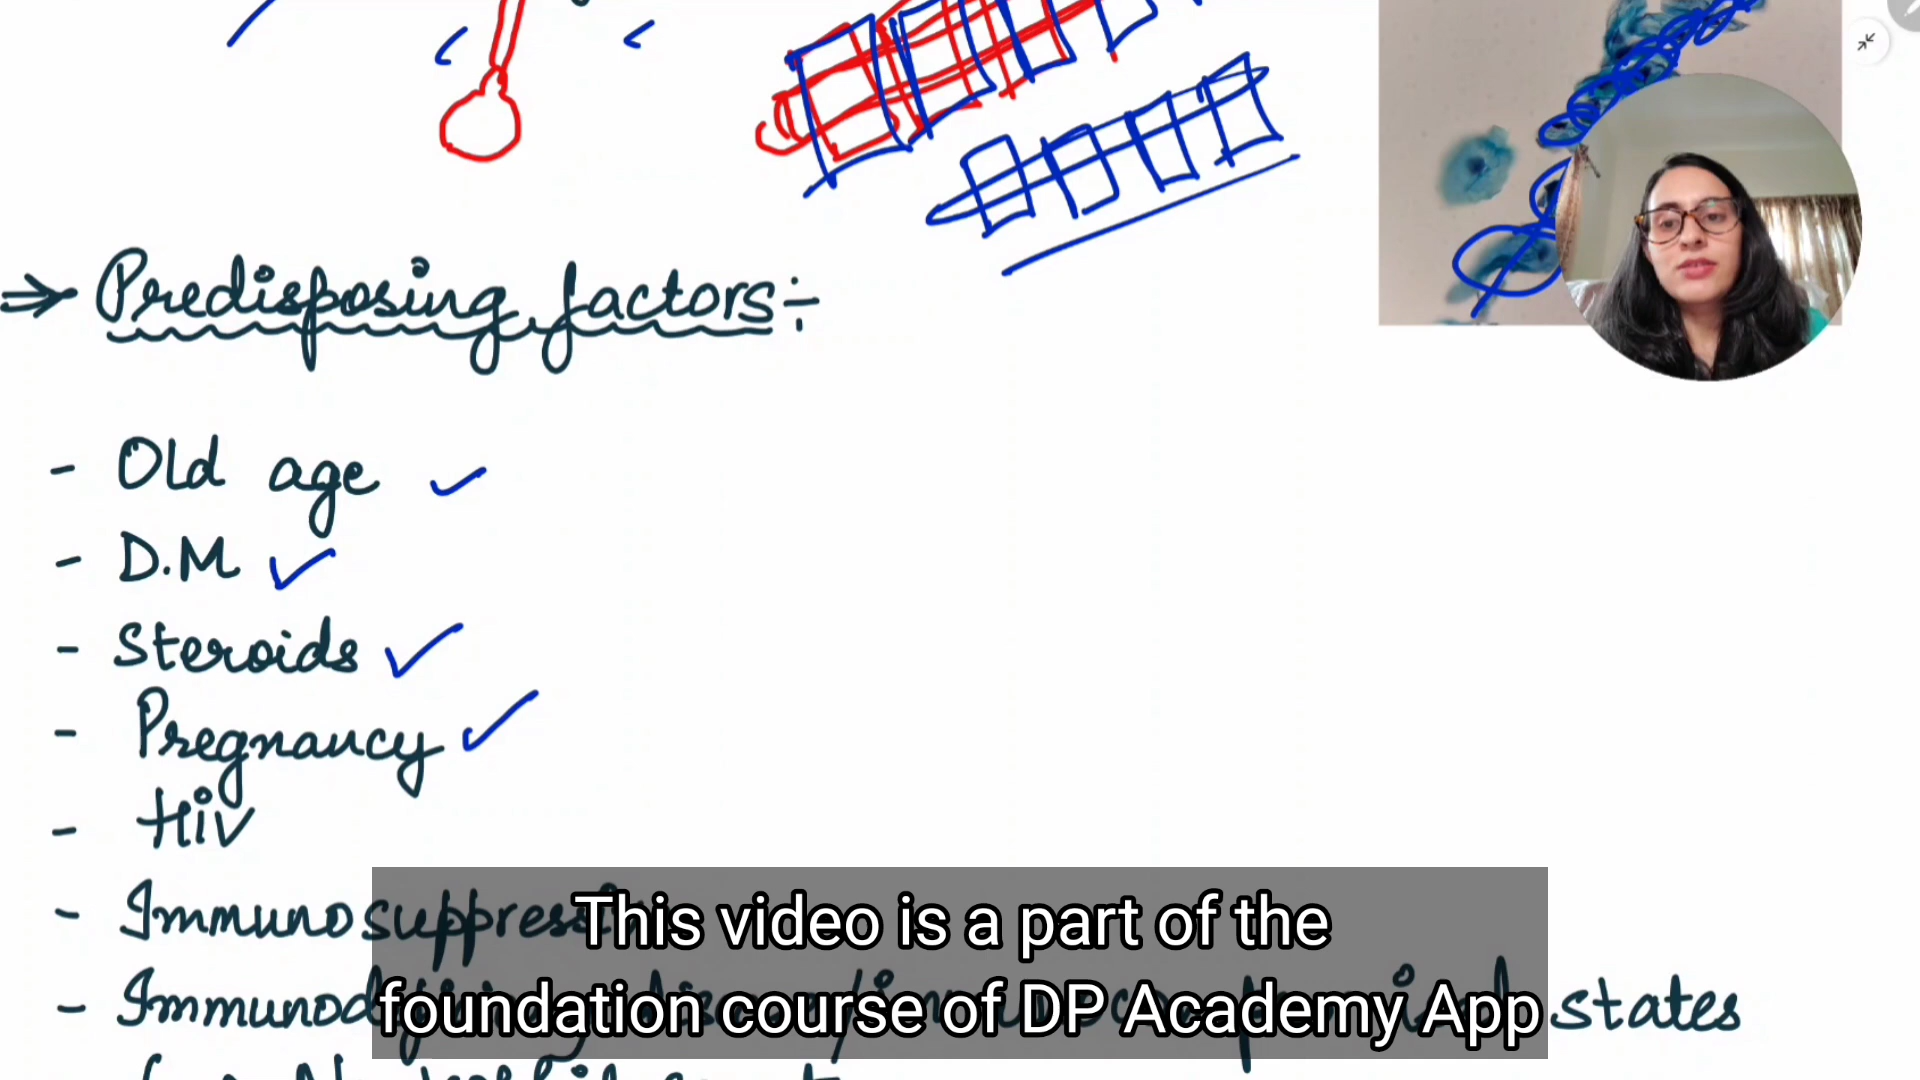 ⇒ Predisposing factors:-
- Old age ✓
- D.M ✓
- Steroids ✓
- Pregnancy ✓
- Hiv
- Immunosuppress
- states
This video is a part of the
foundation course of DP Academy App